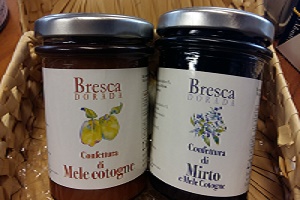 Bresca
DORADA
Confettura
di
Mele cotogne
Bresca
DORADA
Confettura
di
Mirto
e Mele Cotogne